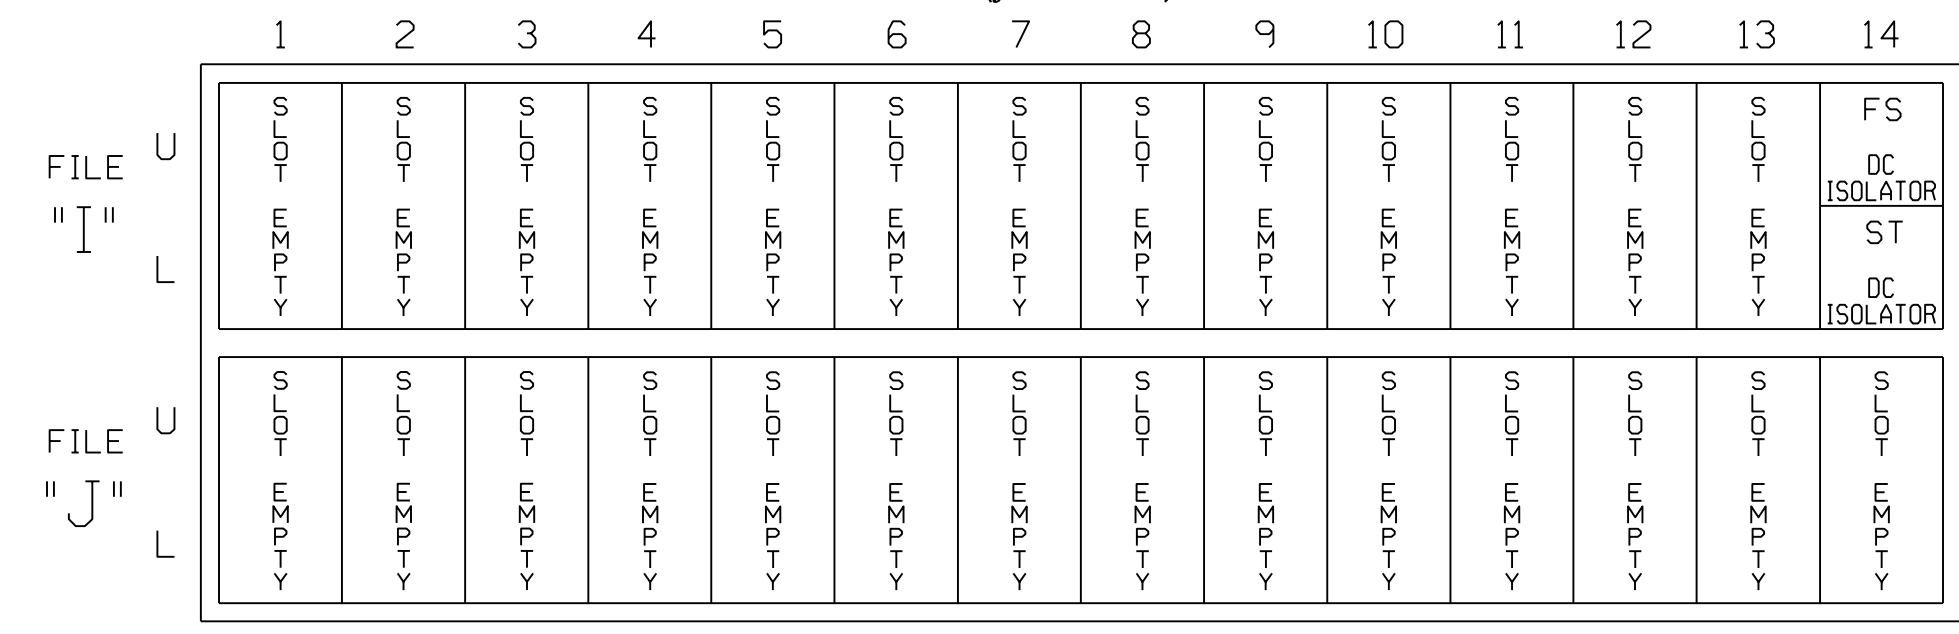 1 2 3 4 5 6 7 8 9 10 11 12 13 14
FILE "I"
U
L
SLOT EMPTY SLOT EMPTY SLOT EMPTY SLOT EMPTY SLOT EMPTY SLOT EMPTY SLOT EMPTY SLOT EMPTY SLOT EMPTY SLOT EMPTY SLOT EMPTY SLOT EMPTY SLOT EMPTY
FS
DC
ISOLATOR
ST
DC
ISOLATOR
FILE "J"
U
L
SLOT EMPTY SLOT EMPTY SLOT EMPTY SLOT EMPTY SLOT EMPTY SLOT EMPTY SLOT EMPTY SLOT EMPTY SLOT EMPTY SLOT EMPTY SLOT EMPTY SLOT EMPTY SLOT EMPTY SLOT EMPTY